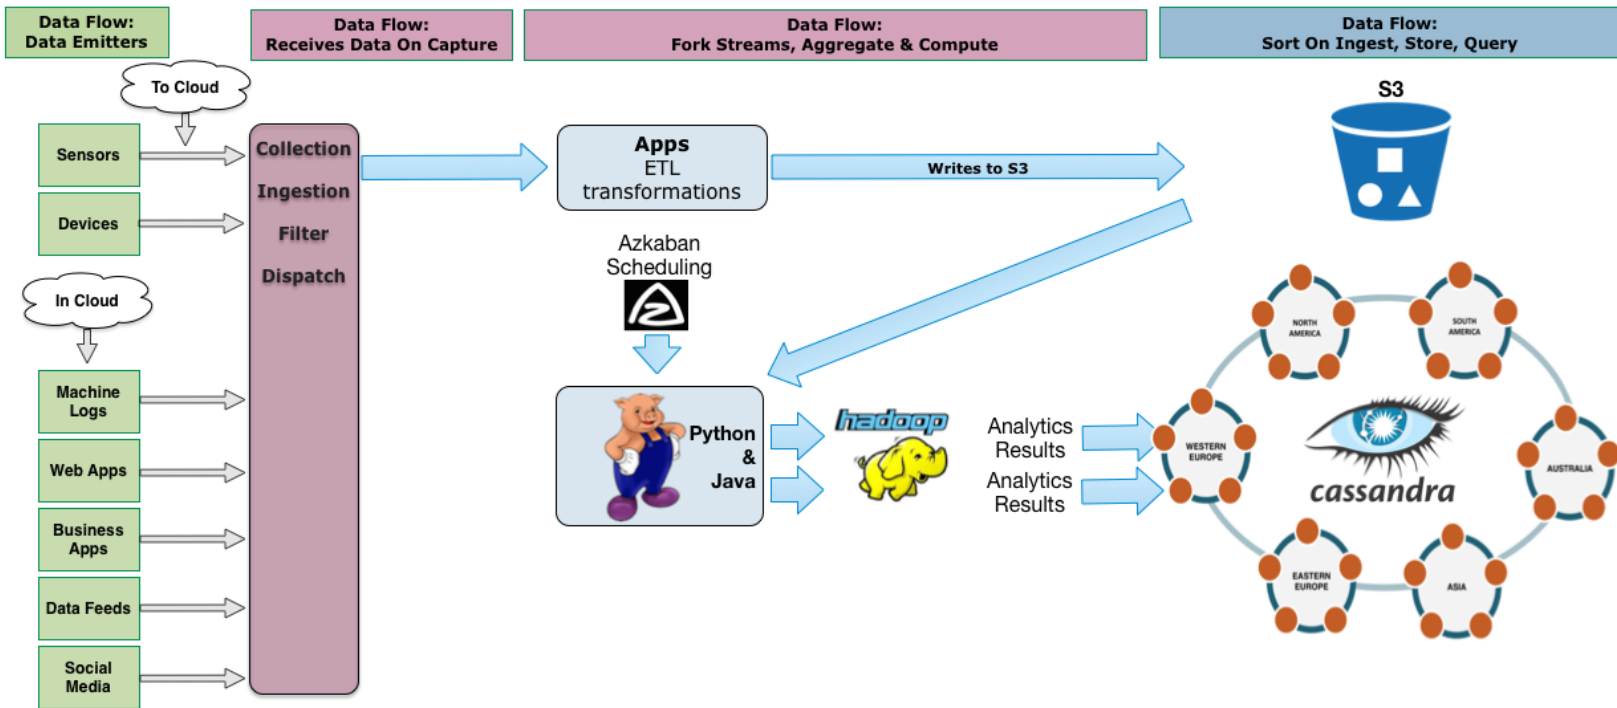 Data Flow:
Data Emitters
Data Flow:
Receives Data On Capture
Data Flow:
Fork Streams, Aggregate & Compute
Data Flow:
Sort On Ingest, Store, Query
To Cloud
Sensors
Devices
In Cloud
Machine
Logs
Web Apps
Business
Apps
Data Feeds
Social
Media
Collection
Ingestion
Filter
Dispatch
Apps
ETL
transformations
Writes to S3
S3
Azkaban
Scheduling
Python
&
Java
hadoop
Analytics
Results
Analytics
Results
NORTH
AMERICA
SOUTH
AMERICA
WESTERN
EUROPE
AUSTRALIA
EASTERN
EUROPE
ASIA
cassandra